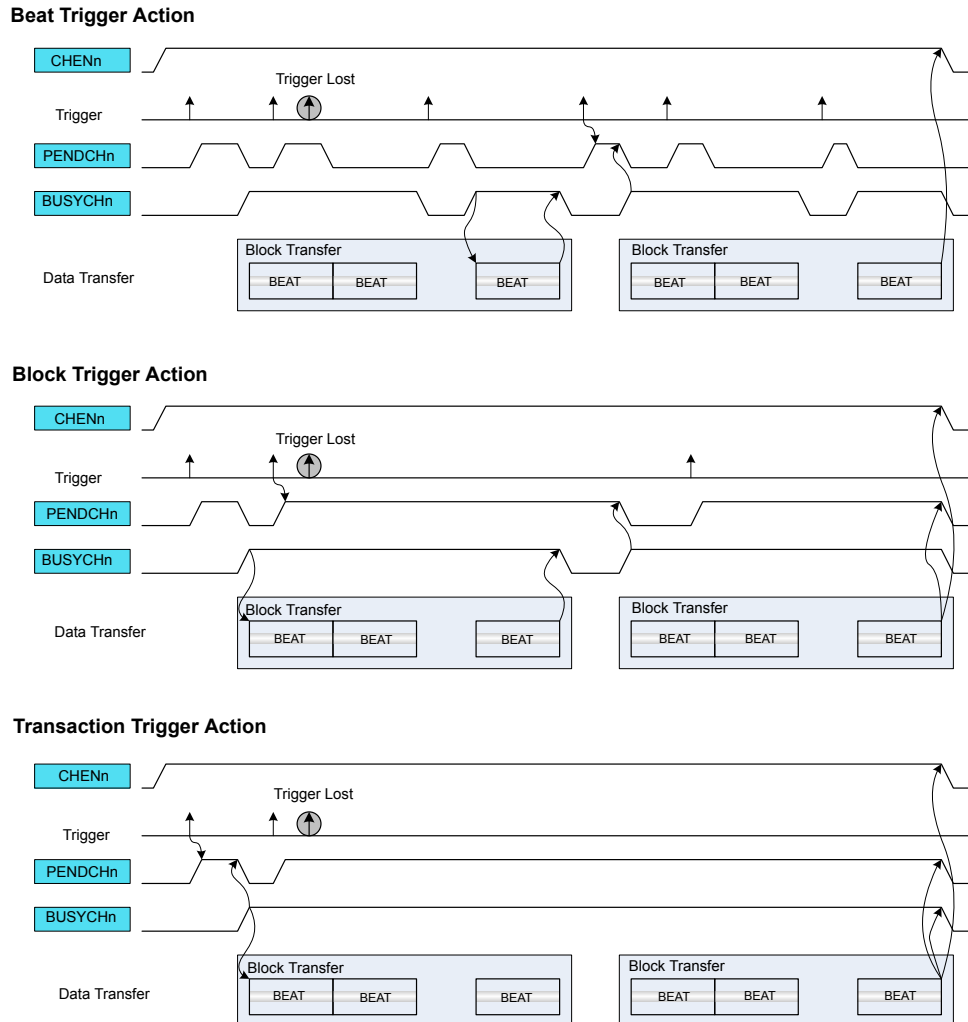 Beat Trigger Action
CHENn
Trigger Lost
Trigger
PENDCHn
BUSYCHn
Block Transfer
Block Transfer
Data Transfer
BEAT
BEAT
BEAT
BEAT
BEAT
BEAT
Block Trigger Action
CHENn
Trigger Lost
Trigger
PENDCHn
BUSYCHn
Block Transfer
Block Transfer
Data Transfer
BEAT
BEAT
BEAT
BEAT
BEAT
BEAT
Transaction Trigger Action
CHENn
Trigger Lost
Trigger
PENDCHn
BUSYCHn
Block Transfer
Block Transfer
Data Transfer
BEAT
BEAT
BEAT
BEAT
BEAT
BEAT